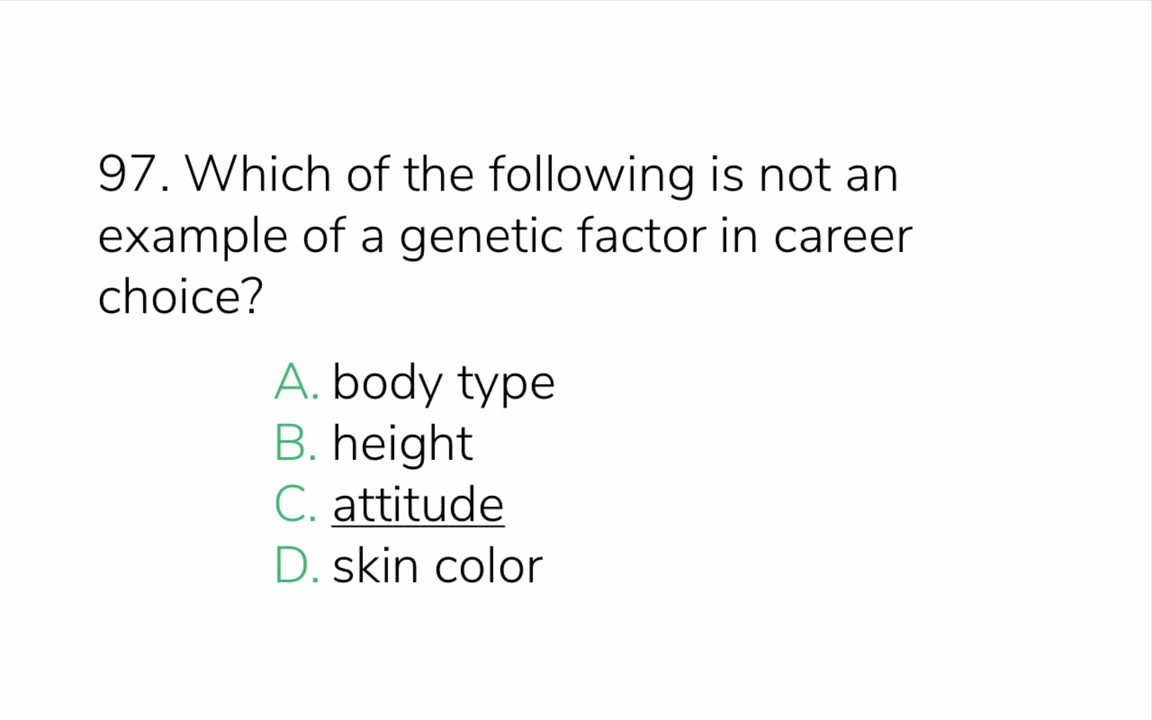 97. Which of the following is not an
example of a genetic factor in career
choice?
A. body type
B. height
C. attitude
D. skin color